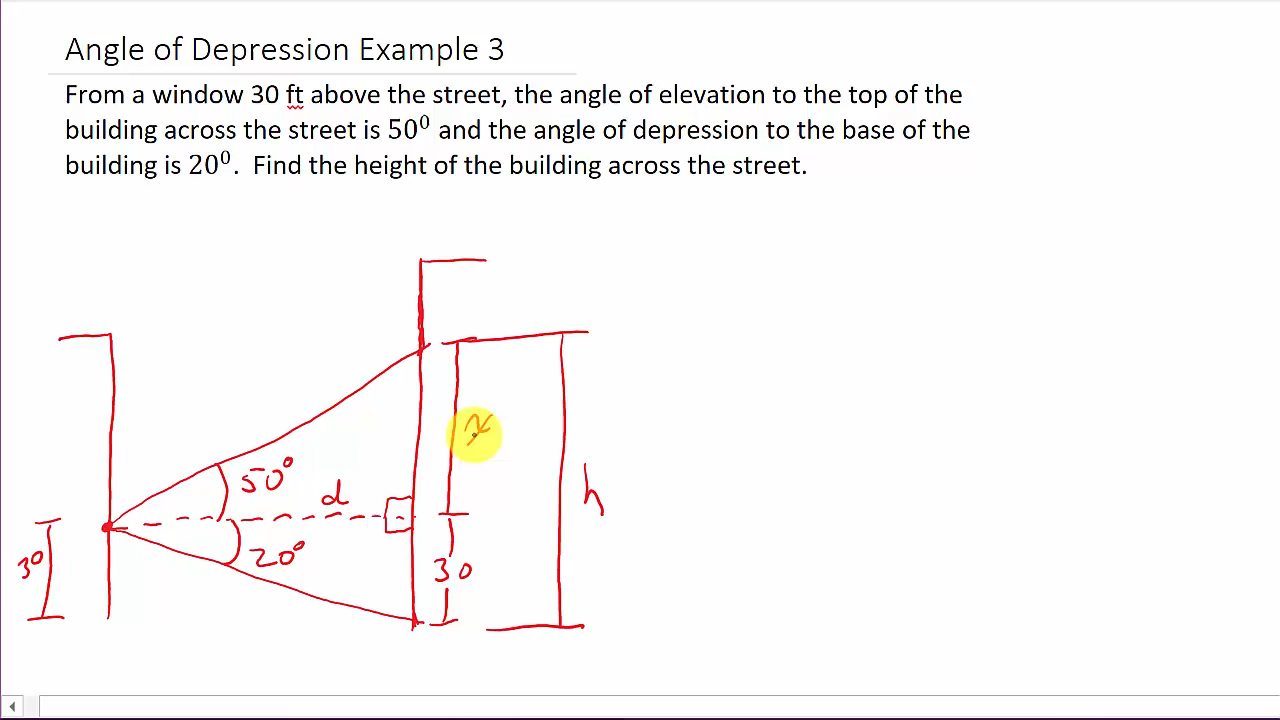 Angle of Depression Example 3
From a window 30 ft above the street, the angle of elevation to the top of the
building across the street is 50⁰ and the angle of depression to the base of the
building is 20⁰. Find the height of the building across the street.
x
50°
d
h
20°
30
30